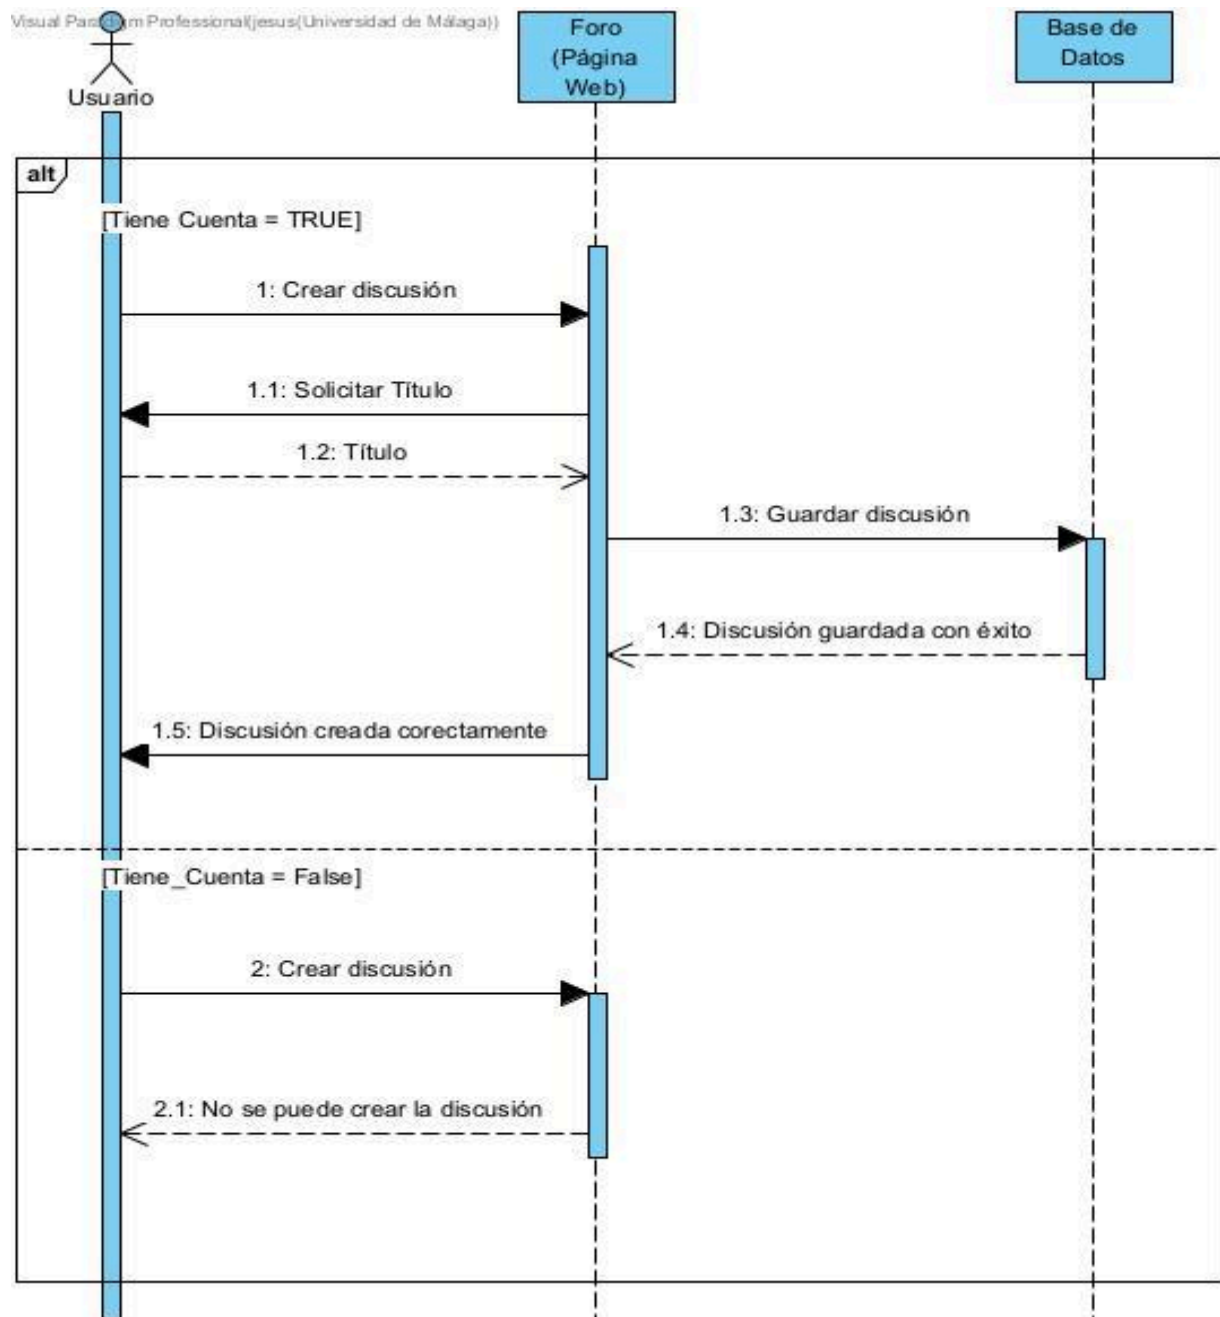 Visual Paradigm Professional(jesus(Universidad de Málaga))
Usuario
Foro
(Página
Web)
Base de
Datos
alt
[Tiene Cuenta = TRUE]
1: Crear discusión
1.1: Solicitar Título
1.2: Título
1.3: Guardar discusión
1.4: Discusión guardada con éxito
1.5: Discusión creada corectamente
[Tiene_Cuenta = False]
2: Crear discusión
2.1: No se puede crear la discusión